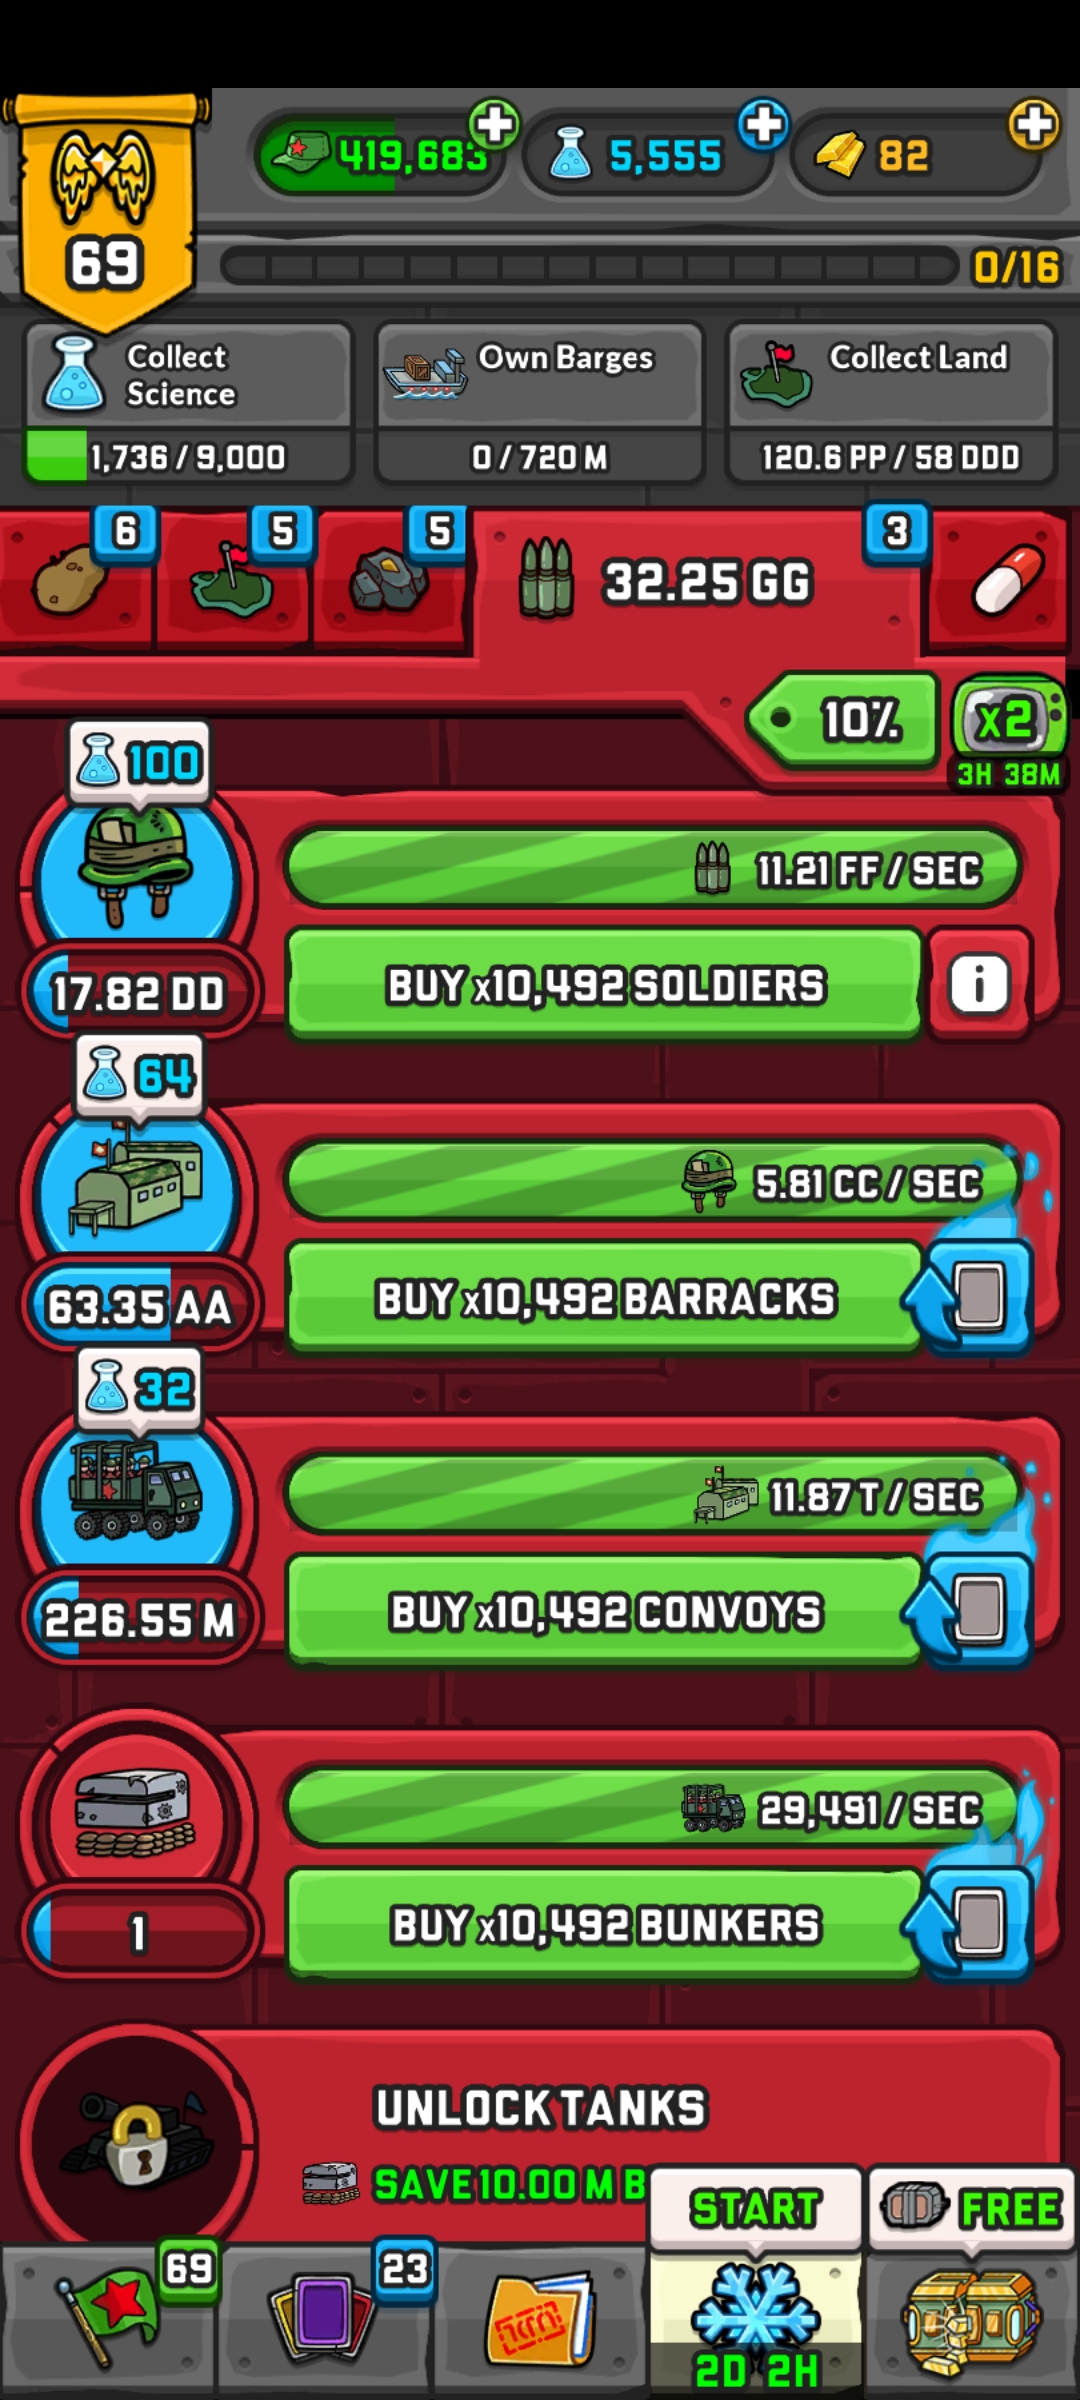 419,683
5,555
82
69
0/16
Collect
Science
1,736 / 9,000
Own Barges
0 / 720 M
Collect Land
120.6 PP / 58 DDD
6
5
5
32.25 GG
3
10%
x2
3H 38M
100
11.21 FF / SEC
17.82 DD
BUY x10,492 SOLDIERS
i
64
5.81 CC / SEC
63.35 AA
BUY x10,492 BARRACKS
32
11.87 T / SEC
226.55 M
BUY x10,492 CONVOYS
29,491 / SEC
1
BUY x10,492 BUNKERS
UNLOCK TANKS
SAVE 10.00 M B
START
FREE
69
23
2D 2H